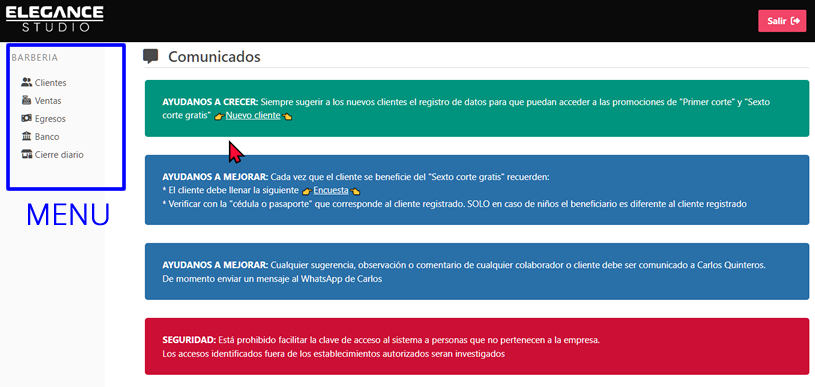 ELEGANCE
STUDIO
Salir
BARBERIA
Clientes
Ventas
Egresos
Banco
Cierre diario
MENU
Comunicados
AYUDANOS A CRECER: Siempre sugerir a los nuevos clientes el registro de datos para que puedan acceder a las promociones de "Primer corte" y "Sexto
corte gratis" 👉 Nuevo cliente 👈
AYUDANOS A MEJORAR: Cada vez que el cliente se beneficie del "Sexto corte gratis" recuerden:
* El cliente debe llenar la siguiente 👉 Encuesta 👈
* Verificar con la "cédula o pasaporte" que corresponde al cliente registrado. SOLO en caso de niños el beneficiario es diferente al cliente registrado
AYUDANOS A MEJORAR: Cualquier sugerencia, observación o comentario de cualquier colaborador o cliente debe ser comunicado a Carlos Quinteros.
De momento enviar un mensaje al WhatsApp de Carlos
SEGURIDAD: Está prohibido facilitar la clave de acceso al sistema a personas que no pertenecen a la empresa.
Los accesos identificados fuera de los establecimientos autorizados seran investigados